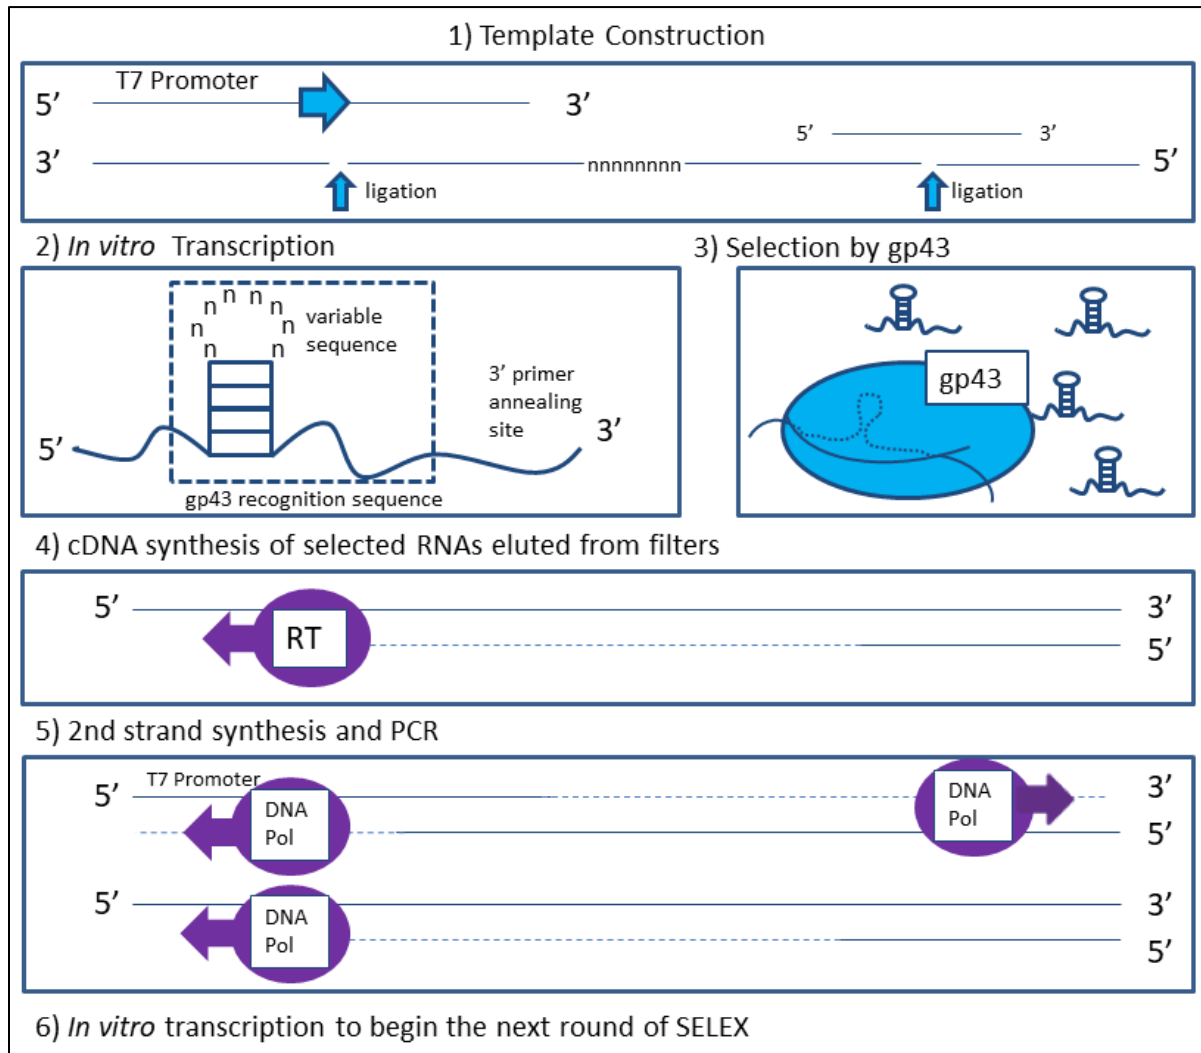 1) Template Construction
T7 Promoter
5’ 3’
5’ 3’
3’ nnnnnnnn 5’
ligation ligation
2) In vitro Transcription
3) Selection by gp43
n n n n n n n n
variable
sequence
3’ primer
annealing
site
5’ 3’
gp43 recognition sequence
gp43
4) cDNA synthesis of selected RNAs eluted from filters
5’ 3’
RT
5’
5) 2nd strand synthesis and PCR
T7 Promoter
5’ 3’
DNA
Pol
DNA
Pol
5’
5’ 3’
DNA
Pol
5’
6) In vitro transcription to begin the next round of SELEX